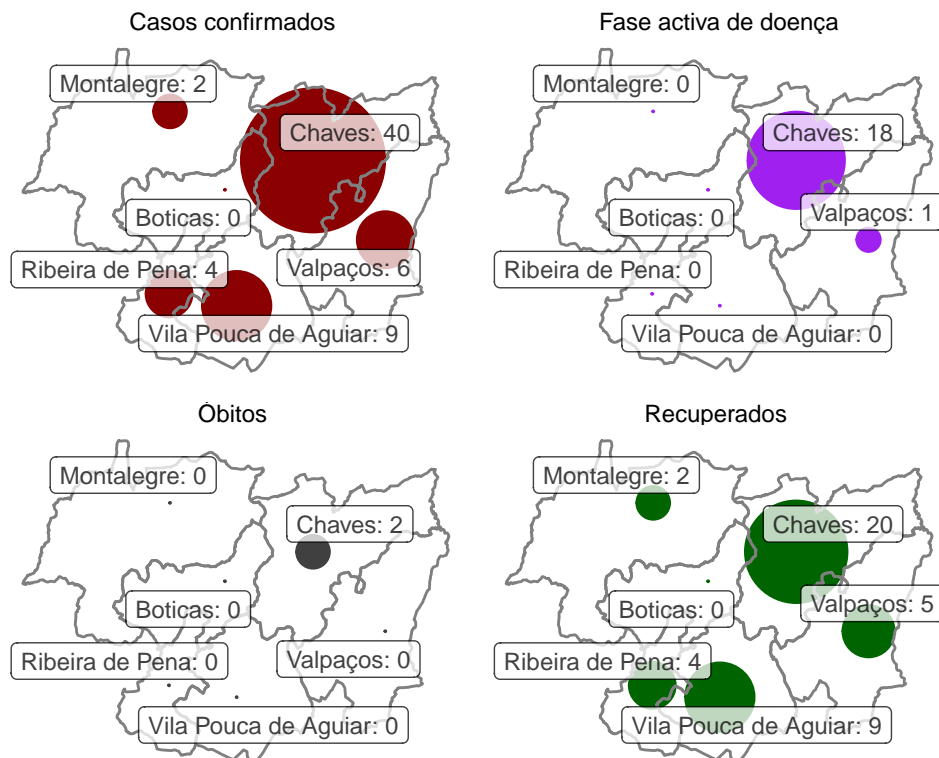 Casos confirmados
Montalegre: 2
Chaves: 40
Boticas: 0
Ribeira de Pena: 4
Valpaços: 6
Vila Pouca de Aguiar: 9
Fase activa de doença
Montalegre: 0
Chaves: 18
Boticas: 0
Valpaços: 1
Ribeira de Pena: 0
Vila Pouca de Aguiar: 0
Óbitos
Montalegre: 0
Chaves: 2
Boticas: 0
Ribeira de Pena: 0
Valpaços: 0
Vila Pouca de Aguiar: 0
Recuperados
Montalegre: 2
Chaves: 20
Boticas: 0
Valpaços: 5
Ribeira de Pena: 4
Vila Pouca de Aguiar: 9